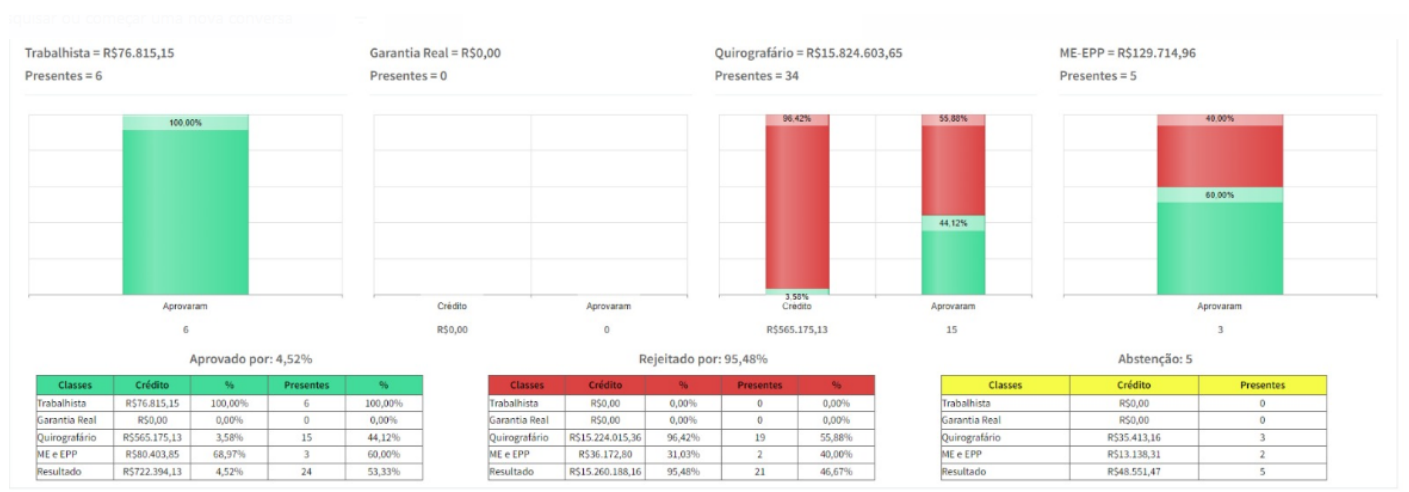 Trabalhista = R$76.815,15
Presentes = 6
Garantia Real = R$0,00
Presentes = 0
Quirografário = R$15.824.603,65
Presentes = 34
ME-EPP = R$129.714,96
Presentes = 5
100,00%
Aprovaram
6
Crédito Aprovaram
R$0,00 0
96,42% 55,88%
44,12%
3,58%
Crédito Aprovaram
R$565.175,13 15
40,00%
60,00%
Aprovaram
3
Aprovado por: 4,52%
Classes Crédito % Presentes %
Trabalhista R$76.815,15 100,00% 6 100,00%
Garantia Real R$0,00 0,00% 0 0,00%
Quirografário R$565.175,13 3,58% 15 44,12%
ME e EPP R$80.403,85 68,97% 3 60,00%
Resultado R$722.394,13 4,52% 24 53,33%
Rejeitado por: 95,48%
Classes Crédito % Presentes %
Trabalhista R$0,00 0,00% 0 0,00%
Garantia Real R$0,00 0,00% 0 0,00%
Quirografário R$15.224.015,36 96,42% 19 55,88%
ME e EPP R$36.172,80 31,03% 2 40,00%
Resultado R$15.260.188,16 95,48% 21 46,67%
Abstenção: 5
Classes Crédito Presentes
Trabalhista R$0,00 0
Garantia Real R$0,00 0
Quirografário R$35.413,16 3
ME e EPP R$13.138,31 2
Resultado R$48.551,47 5